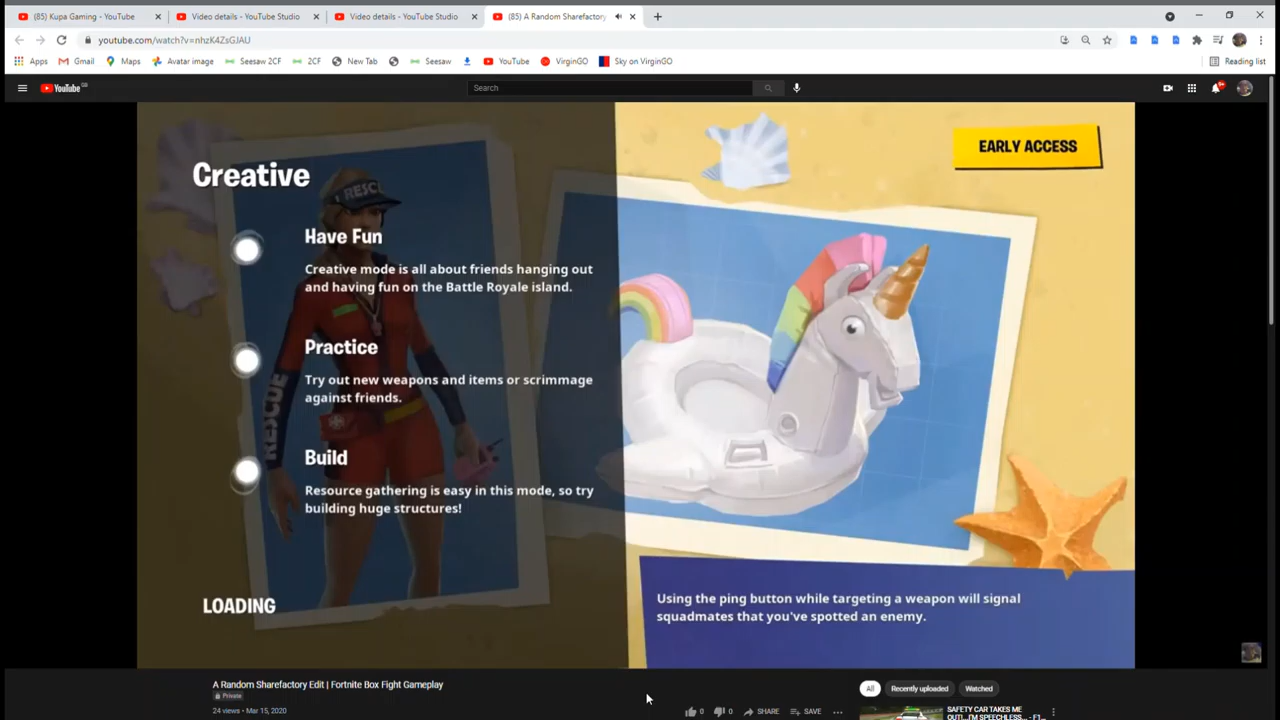 (85) Kupa Gaming - YouTube
Video details - YouTube Studio
Video details - YouTube Studio
(85) A Random Sharefactory
youtube.com/watch?v=nhzK4ZsGJAU
Apps
Gmail
Maps
Avatar image
Seesaw 2CF
2CF
New Tab
Seesaw
YouTube
VirginGO
Sky on VirginGO
Reading list
YouTube
Search
9+
Creative
EARLY ACCESS
RESCUE
Have Fun
Creative mode is all about friends hanging out
and having fun on the Battle Royale island.
Practice
Try out new weapons and items or scrimmage
against friends.
Build
Resource gathering is easy in this mode, so try
building huge structures!
LOADING
Using the ping button while targeting a weapon will signal
squadmates that you've spotted an enemy.
A Random Sharefactory Edit | Fortnite Box Fight Gameplay
Private
24 views • Mar 15, 2020
0
0
SHARE
SAVE
All
Recently uploaded
Watched
SAFETY CAR TAKES ME
OUT!...I'M SPEECHLESS... - F1...